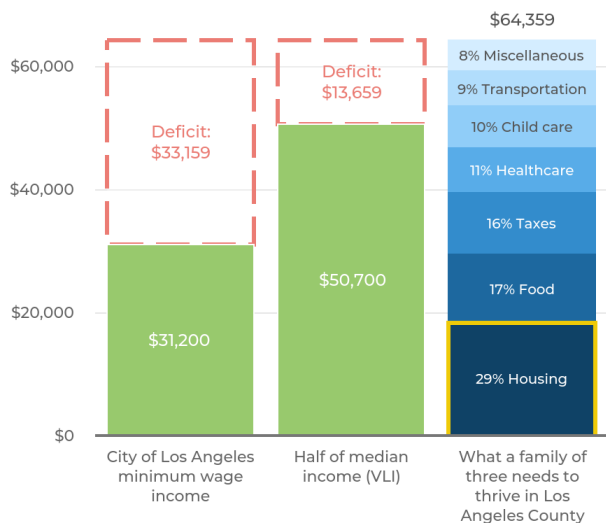 $64,359
$60,000
$40,000
$20,000
$0
Deficit:
$33,159
$31,200
Deficit:
$13,659
$50,700
8% Miscellaneous
9% Transportation
10% Child care
11% Healthcare
16% Taxes
17% Food
29% Housing
City of Los Angeles
minimum wage
income
Half of median
income (VLI)
What a family of
three needs to
thrive in Los
Angeles County